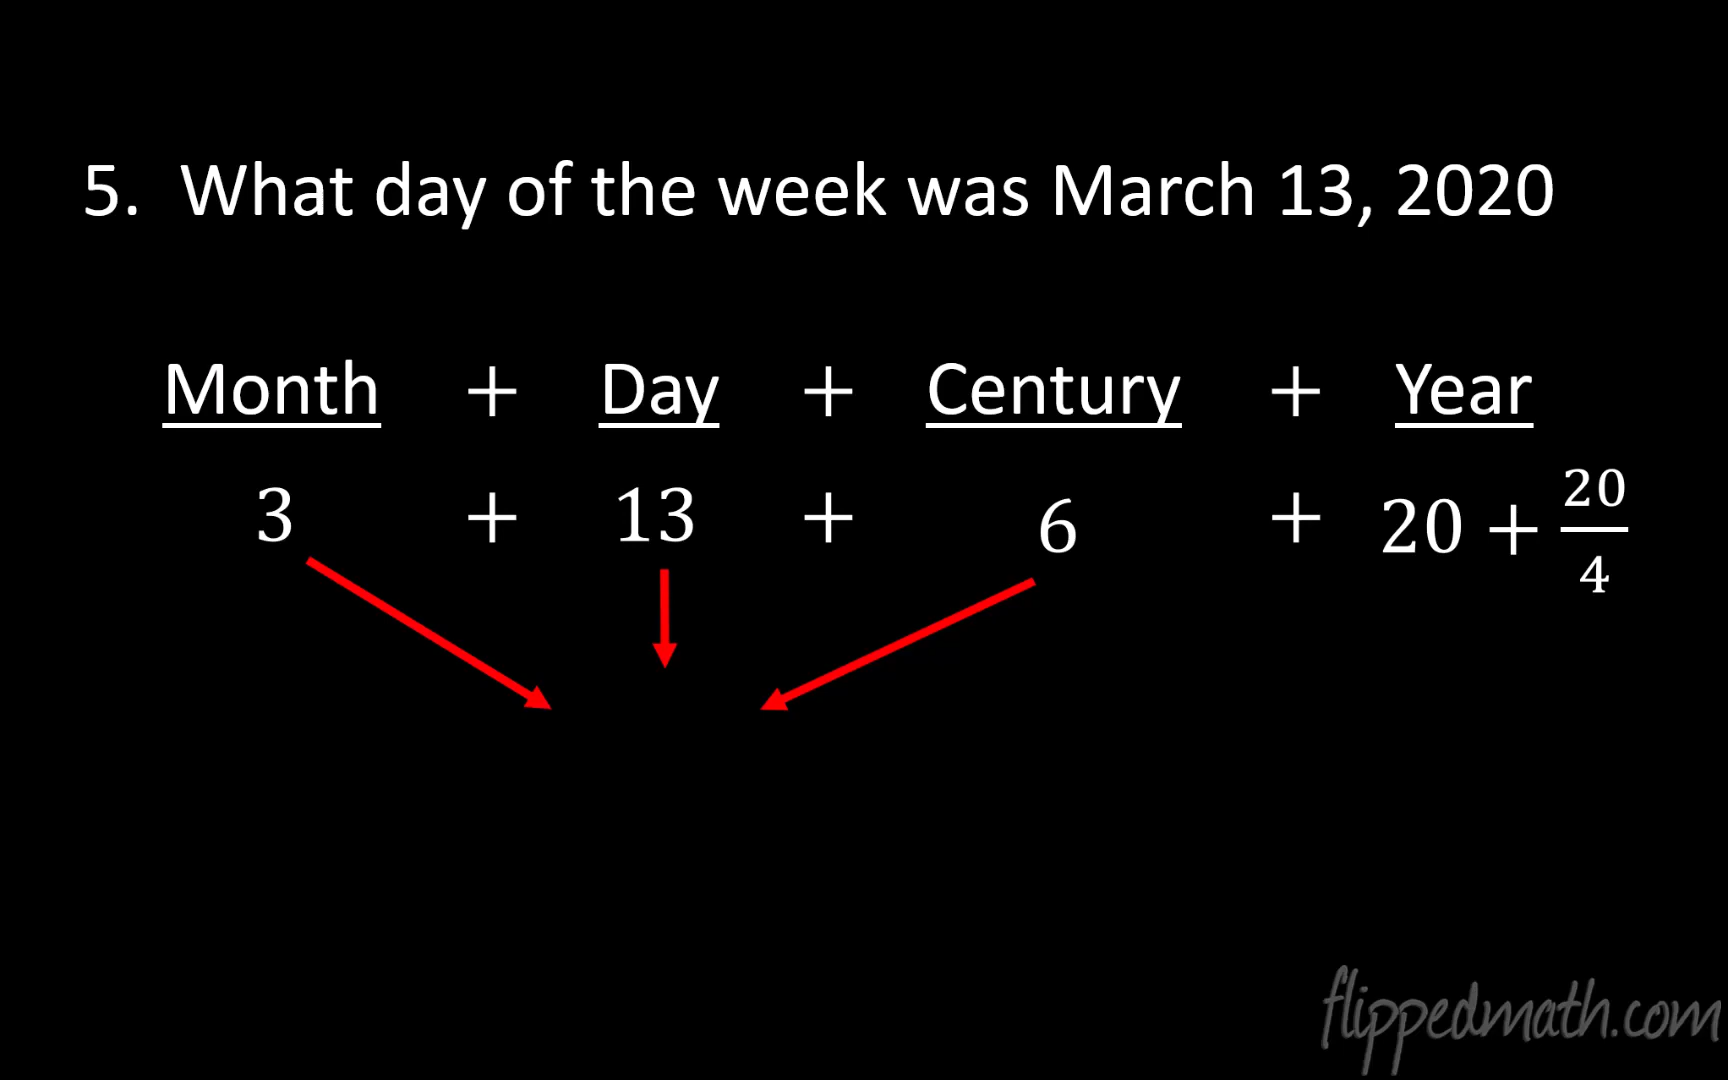 5. What day of the week was March 13, 2020
Month + Day + Century + Year
3 + 13 + 6 + 20 + 20/4
flippedmath.com